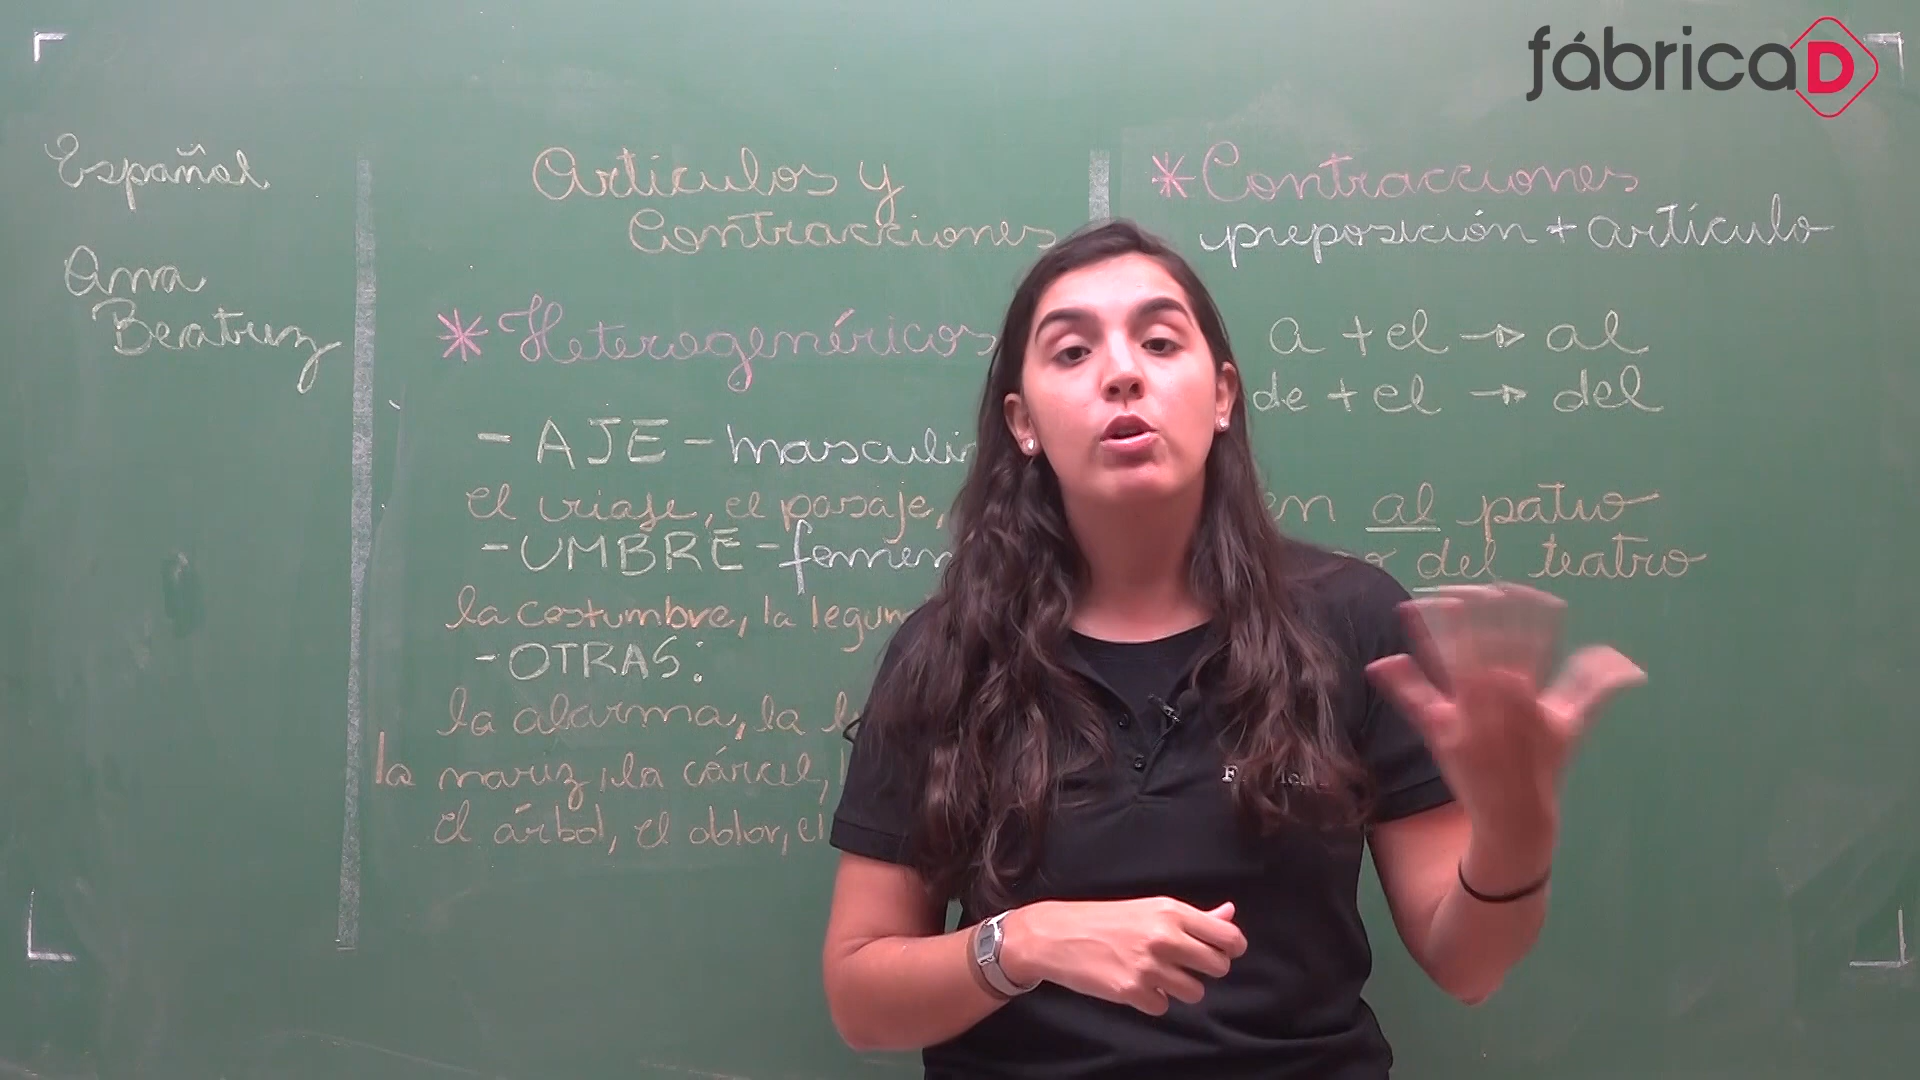 fábricaD
Español
Ana
Beatriz
Artículos y
Contracciones
* Heterogenéricos
- AJE - masculi
el viaje, el pasaje,
- UMBRE - femen
la costumbre, la legum
- OTRAS:
la alarma, la
la nariz, la cárcel,
el árbol, el dolor, el
* Contracciones
preposición + artículo
a + el → al
de + el → del
en al patio
o del teatro